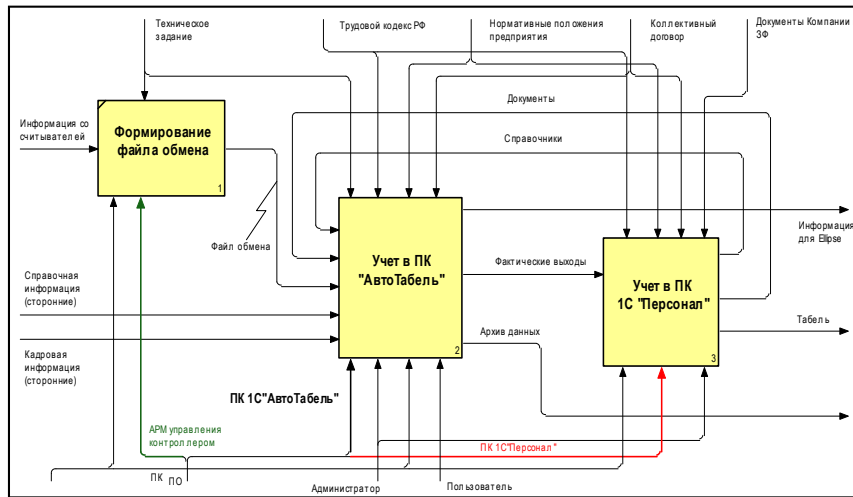 Техническое
задание
Трудовой кодекс РФ
Нормативные положения
предприятия
Коллективный
договор
Документы Компании
ЗФ
Документы
Справочники
Информация со
считывателей
Формирование
файла обмена
1
Файл обмена
Учет в ПК
"АвтоТабель"
2
Фактические выходы
Учет в ПК
1С "Персонал"
3
Информация
для Ellipse
Справочная
информация
(сторонние)
Табель
Архив данных
Кадровая
информация
(сторонние)
ПК 1С"АвтоТабель"
АРМ управления
контроллером
ПК 1С"Персонал"
ПК
ПО
Администратор
Пользователь